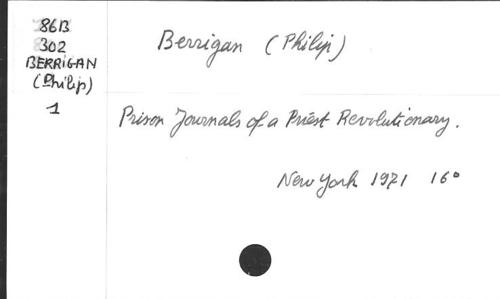 86B
302
BERRIGAN
(Philip)
1
Berrigan (Philip)
Prison Journals of a Priest Revolutionary.
New York 1971 16°